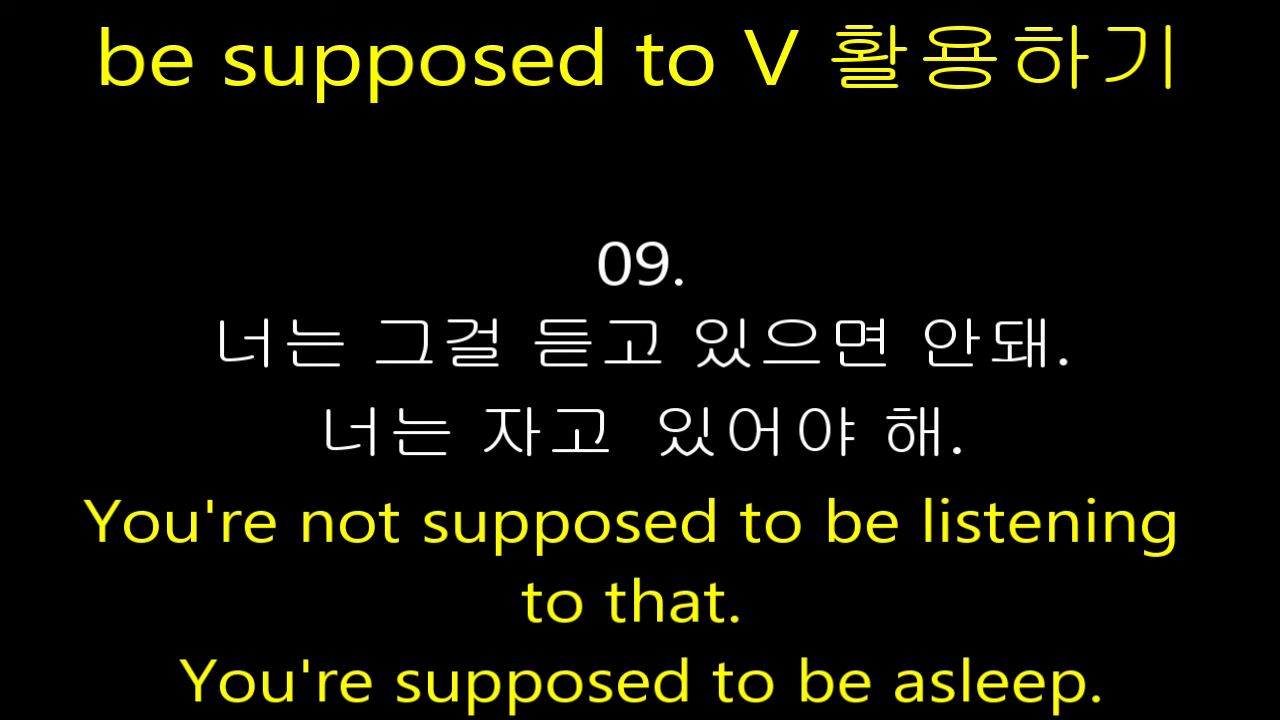 be supposed to V 활용하기
09.
너는 그걸 듣고 있으면 안돼.
너는 자고 있어야 해.
You're not supposed to be listening
to that.
You're supposed to be asleep.